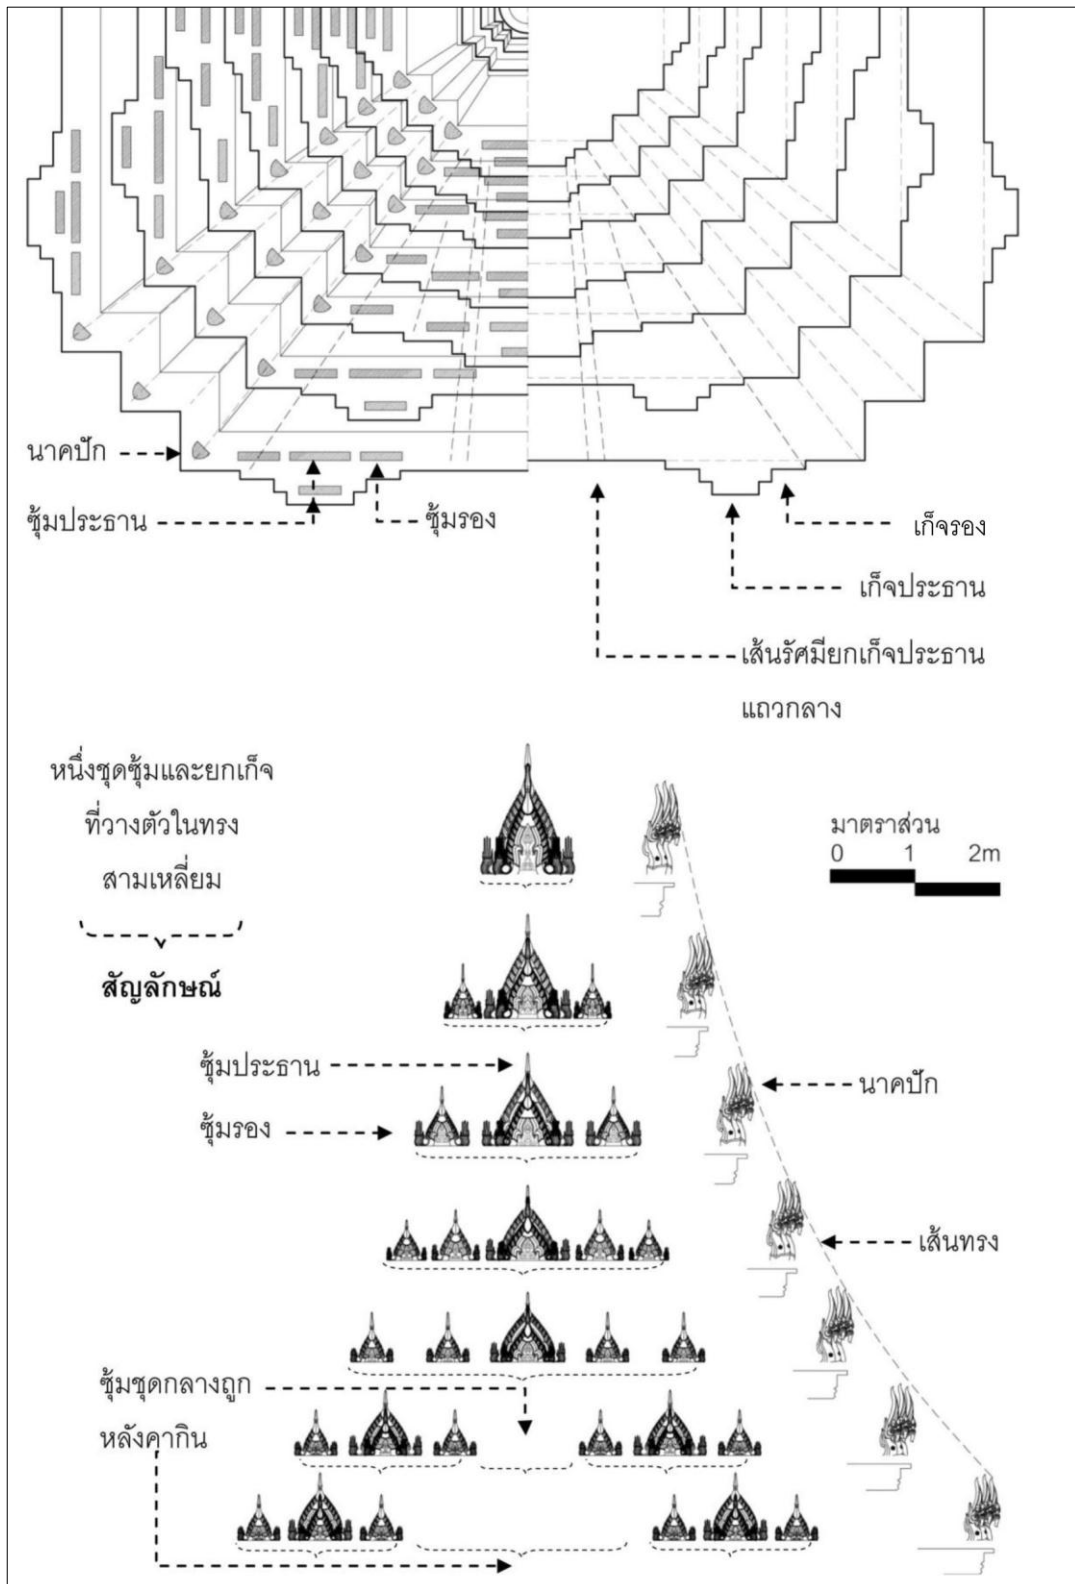 นาคปัก
ซุ้มประธาน
ซุ้มรอง
เก็จรอง
เก็จประธาน
เส้นรัศมียกเก็จประธาน
แถวกลาง
หนึ่งชุดซุ้มและยกเก็จ
ที่วางตัวในทรง
สามเหลี่ยม
สัญลักษณ์
มาตราส่วน
0 1 2m
ซุ้มประธาน
ซุ้มรอง
นาคปัก
เส้นทรง
ซุ้มชุดกลางถูก
หลังคากิน